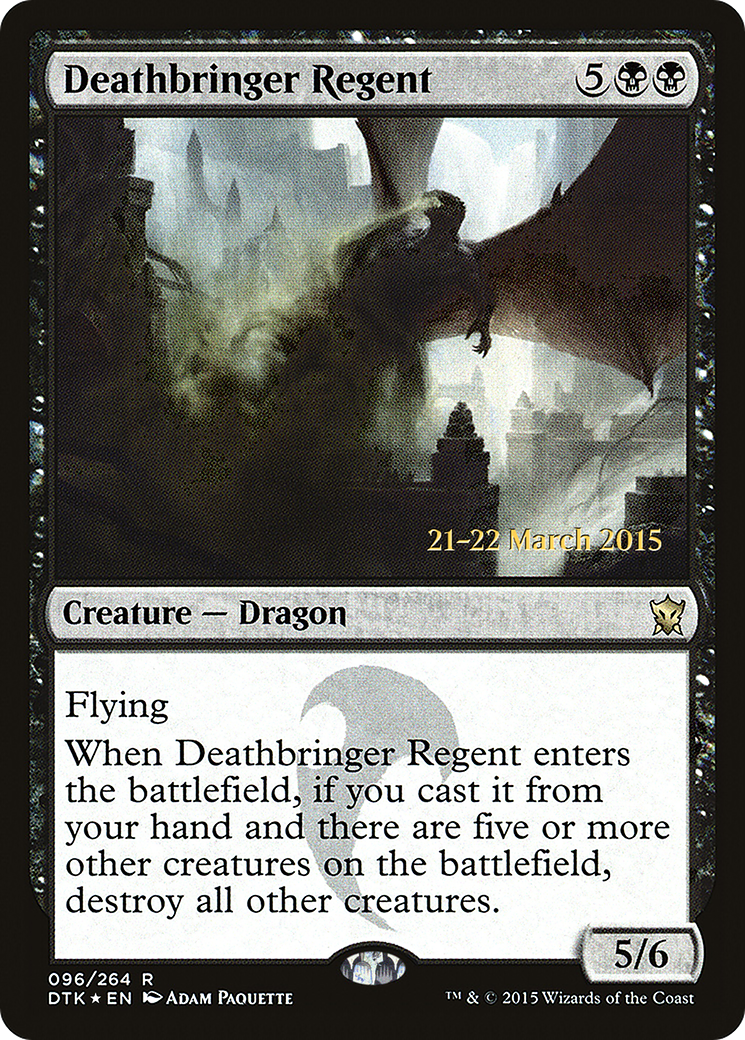 Deathbringer Regent 5
21–22 March 2015
Creature — Dragon
Flying
When Deathbringer Regent enters
the battlefield, if you cast it from
your hand and there are five or more
other creatures on the battlefield,
destroy all other creatures.
5/6
096/264 R
DTK ★ EN Adam Paquette
™ & © 2015 Wizards of the Coast